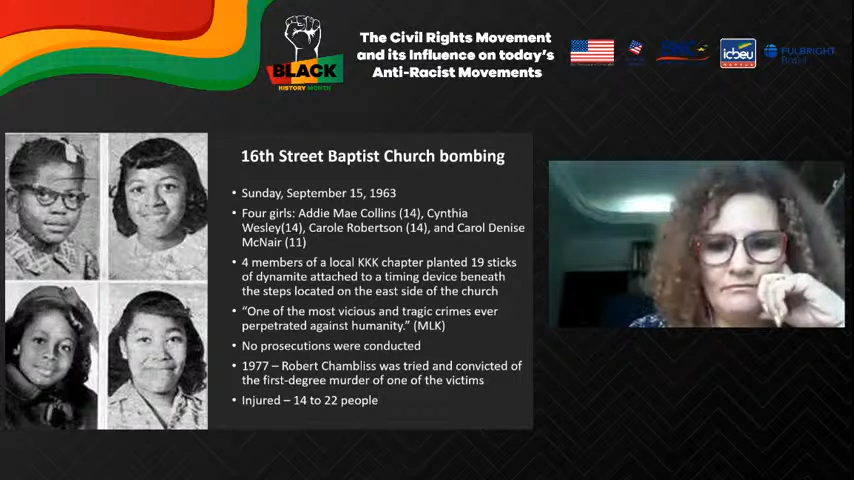 The Civil Rights Movement
and its Influence on today's
Anti-Racist Movements
BLACK
HISTORY MONTH
icbeu
FULBRIGHT
Brasil
16th Street Baptist Church bombing
• Sunday, September 15, 1963
• Four girls: Addie Mae Collins (14), Cynthia
Wesley(14), Carole Robertson (14), and Carol Denise
McNair (11)
• 4 members of a local KKK chapter planted 19 sticks
of dynamite attached to a timing device beneath
the steps located on the east side of the church
• “One of the most vicious and tragic crimes ever
perpetrated against humanity.” (MLK)
• No prosecutions were conducted
• 1977 – Robert Chambliss was tried and convicted of
the first-degree murder of one of the victims
• Injured – 14 to 22 people